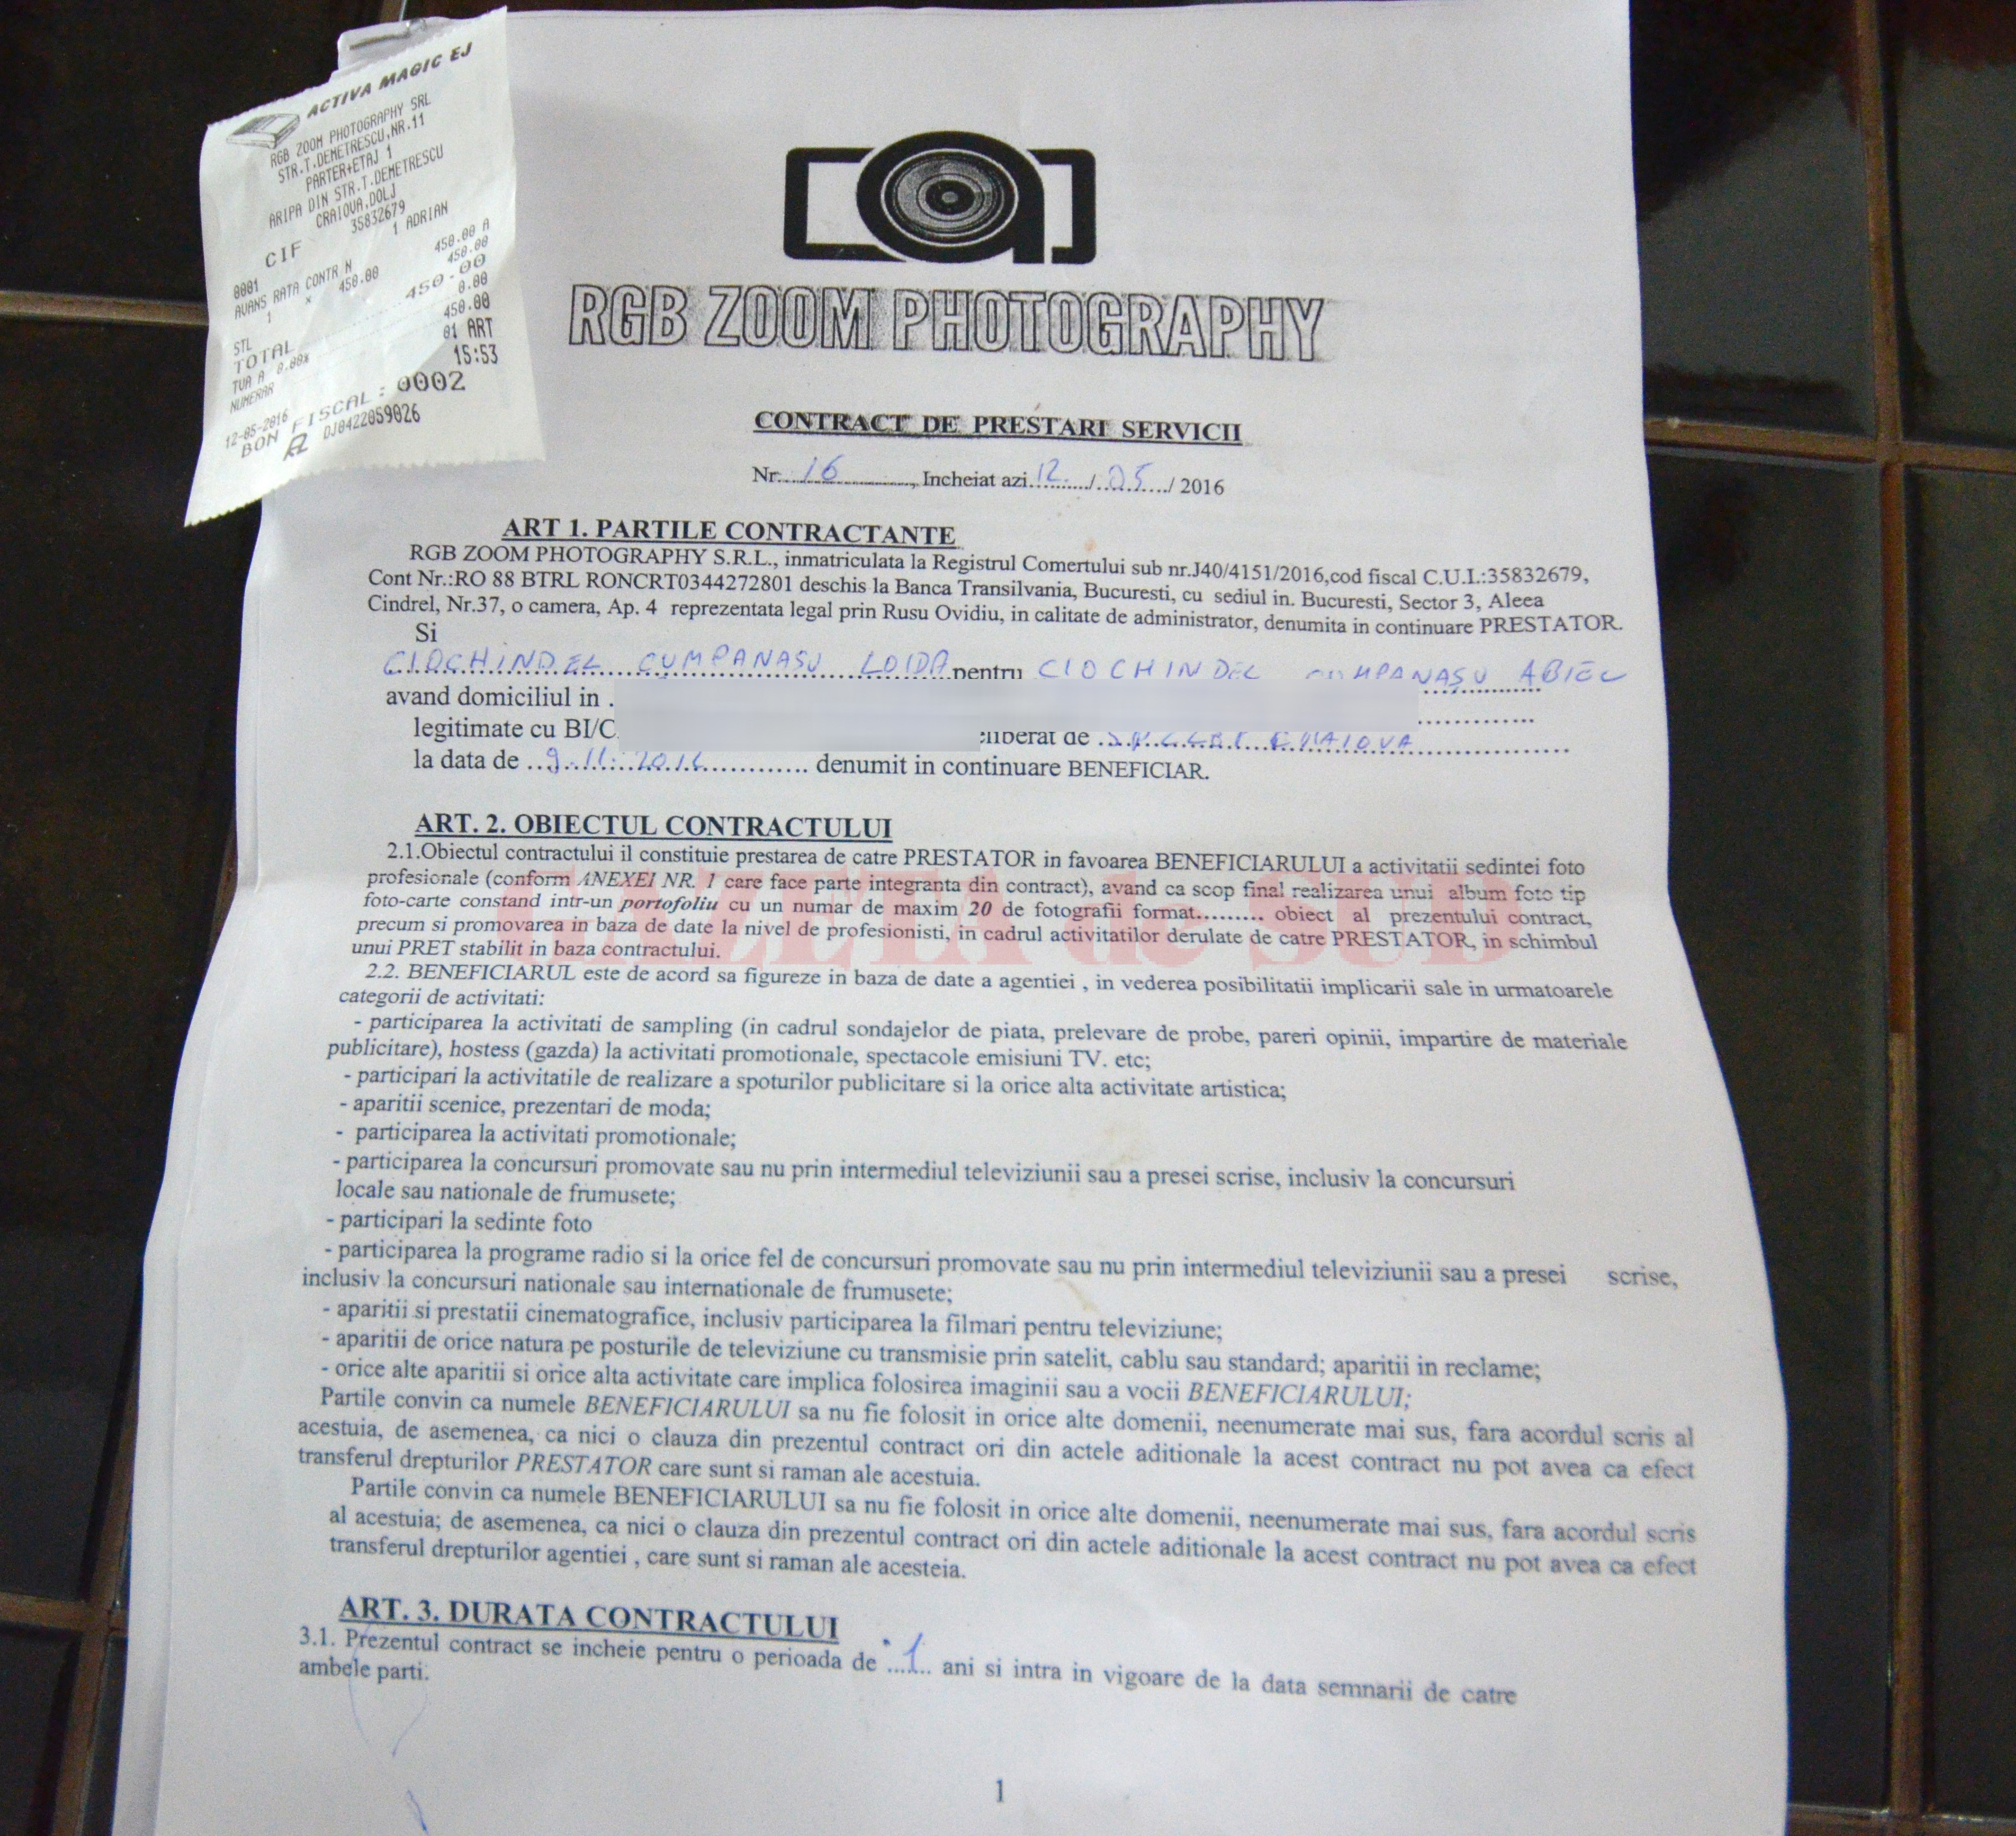 ACTIVA MAGIC EJ
RGB ZOOM PHOTOGRAPHY SRL
STR.T.DEMETRESCU,NR.11
PARTER+ETAJ 1
ARIPA DIN STR.T.DEMETRESCU
CRAIOVA,DOLJ
CIF 35832679
0001 1 ADRIAN
AVANS RATA CONTR N 450.00 A
1 x 450.00 450.00
STL
TOTAL 450.00
TVA A 0.00% 0.00
NUMERAR 450.00
01 ART
12-05-2016 15:53
BON FISCAL: 0002
DJ0422059026
RGB ZOOM PHOTOGRAPHY
CONTRACT DE PRESTARI SERVICII
Nr. 16, Incheiat azi 12. / 05 / 2016
ART 1. PARTILE CONTRACTANTE
RGB ZOOM PHOTOGRAPHY S.R.L., inmatriculata la Registrul Comertului sub nr.J40/4151/2016,cod fiscal C.U.I.:35832679,
Cont Nr.:RO 88 BTRL RONCRT0344272801 deschis la Banca Transilvania, Bucuresti, cu sediul in. Bucuresti, Sector 3, Aleea
Cindrel, Nr.37, o camera, Ap. 4 reprezentata legal prin Rusu Ovidiu, in calitate de administrator, denumita in continuare PRESTATOR.
Si
CIOCHINDEL CUMPANASU LOIDA pentru CIOCHINDEL CUMPANASU ABIEL
avand domiciliul in .
legitimate cu BI/C eliberat de CRAIOVA
la data de 9.11. denumit in continuare BENEFICIAR.
ART. 2. OBIECTUL CONTRACTULUI
2.1.Obiectul contractului il constituie prestarea de catre PRESTATOR in favoarea BENEFICIARULUI a activitatii sedintei foto
profesionale (conform ANEXEI NR. 1 care face parte integranta din contract), avand ca scop final realizarea unui album foto tip
foto-carte constand intr-un portofoliu cu un numar de maxim 20 de fotografii format......... obiect al prezentului contract,
precum si promovarea in baza de date la nivel de profesionisti, in cadrul activitatilor derulate de catre PRESTATOR, in schimbul
unui PRET stabilit in baza contractului.
GAZETA de SUD
2.2. BENEFICIARUL este de acord sa figureze in baza de date a agentiei , in vederea posibilitatii implicarii sale in urmatoarele
categorii de activitati:
- participarea la activitati de sampling (in cadrul sondajelor de piata, prelevare de probe, pareri opinii, impartire de materiale
publicitare), hostess (gazda) la activitati promotionale, spectacole emisiuni TV. etc;
- participari la activitatile de realizare a spoturilor publicitare si la orice alta activitate artistica;
- aparitii scenice, prezentari de moda;
- participarea la activitati promotionale;
- participarea la concursuri promovate sau nu prin intermediul televiziunii sau a presei scrise, inclusiv la concursuri
locale sau nationale de frumusete;
- participari la sedinte foto
- participarea la programe radio si la orice fel de concursuri promovate sau nu prin intermediul televiziunii sau a presei scrise,
inclusiv la concursuri nationale sau internationale de frumusete;
- aparitii si prestatii cinematografice, inclusiv participarea la filmari pentru televiziune;
- aparitii de orice natura pe posturile de televiziune cu transmisie prin satelit, cablu sau standard; aparitii in reclame;
- orice alte aparitii si orice alta activitate care implica folosirea imaginii sau a vocii BENEFICIARULUI;
Partile convin ca numele BENEFICIARULUI sa nu fie folosit in orice alte domenii, neenumerate mai sus, fara acordul scris al
acestuia, de asemenea, ca nici o clauza din prezentul contract ori din actele aditionale la acest contract nu pot avea ca efect
transferul drepturilor PRESTATOR care sunt si raman ale acestuia.
Partile convin ca numele BENEFICIARULUI sa nu fie folosit in orice alte domenii, neenumerate mai sus, fara acordul scris
al acestuia; de asemenea, ca nici o clauza din prezentul contract ori din actele aditionale la acest contract nu pot avea ca efect
transferul drepturilor agentiei , care sunt si raman ale acesteia.
ART. 3. DURATA CONTRACTULUI
3.1. Prezentul contract se incheie pentru o perioada de 1 ani si intra in vigoare de la data semnarii de catre
ambele parti.
1